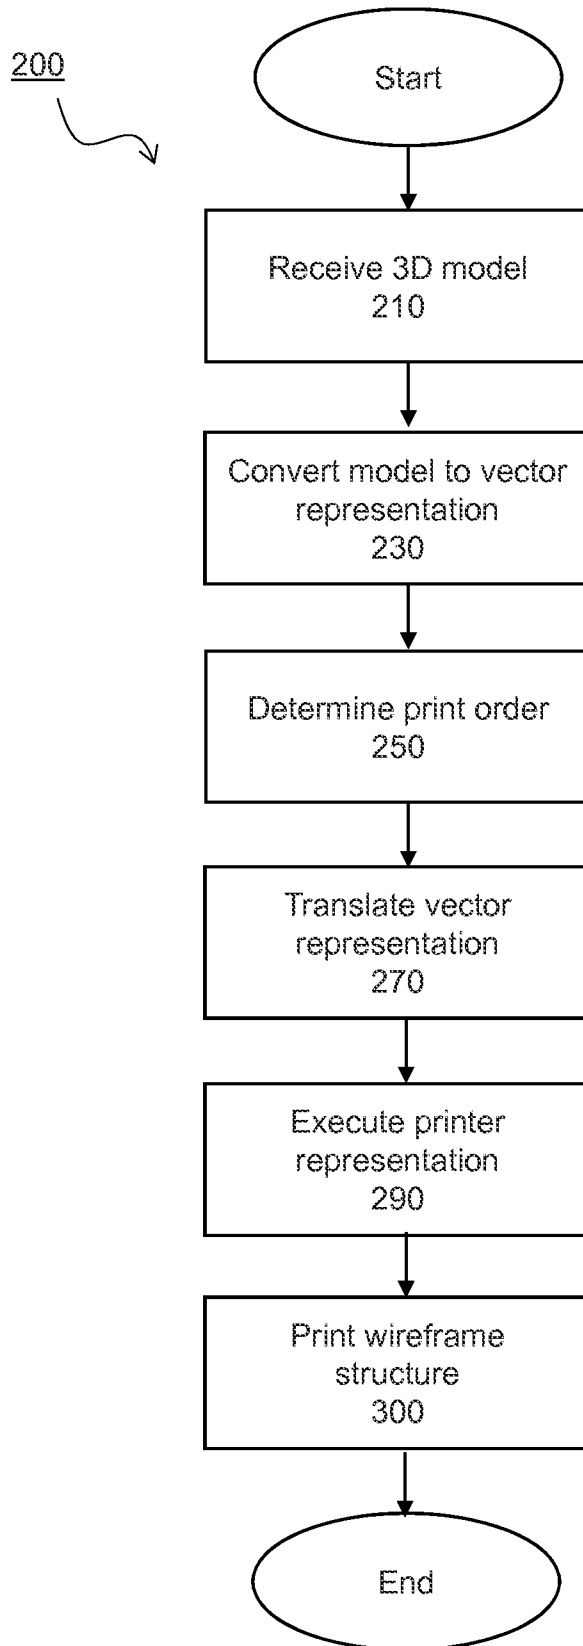 200
Start
Receive 3D model
210
Convert model to vector
representation
230
Determine print order
250
Translate vector
representation
270
Execute printer
representation
290
Print wireframe
structure
300
End